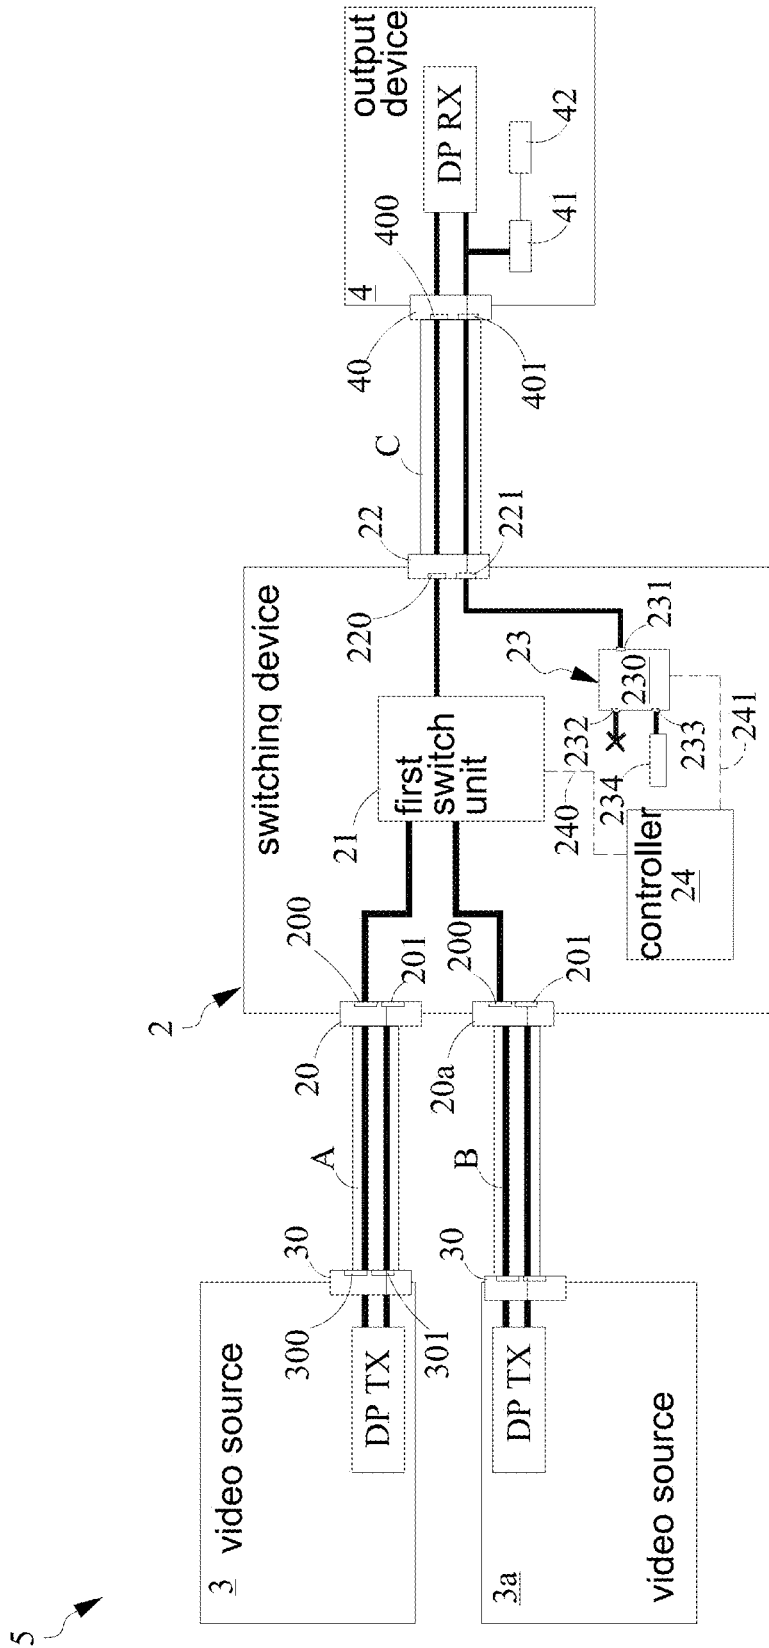 5
2
3 video source
DP TX
300
301
30
A
3a
video source
DP TX
30
B
switching device
20
200
201
20a
200
201
21
first
switch
unit
240
controller
24
241
23
230
231
232
233
234
22
220
221
C
output
device
4
40
400
401
DP RX
41
42